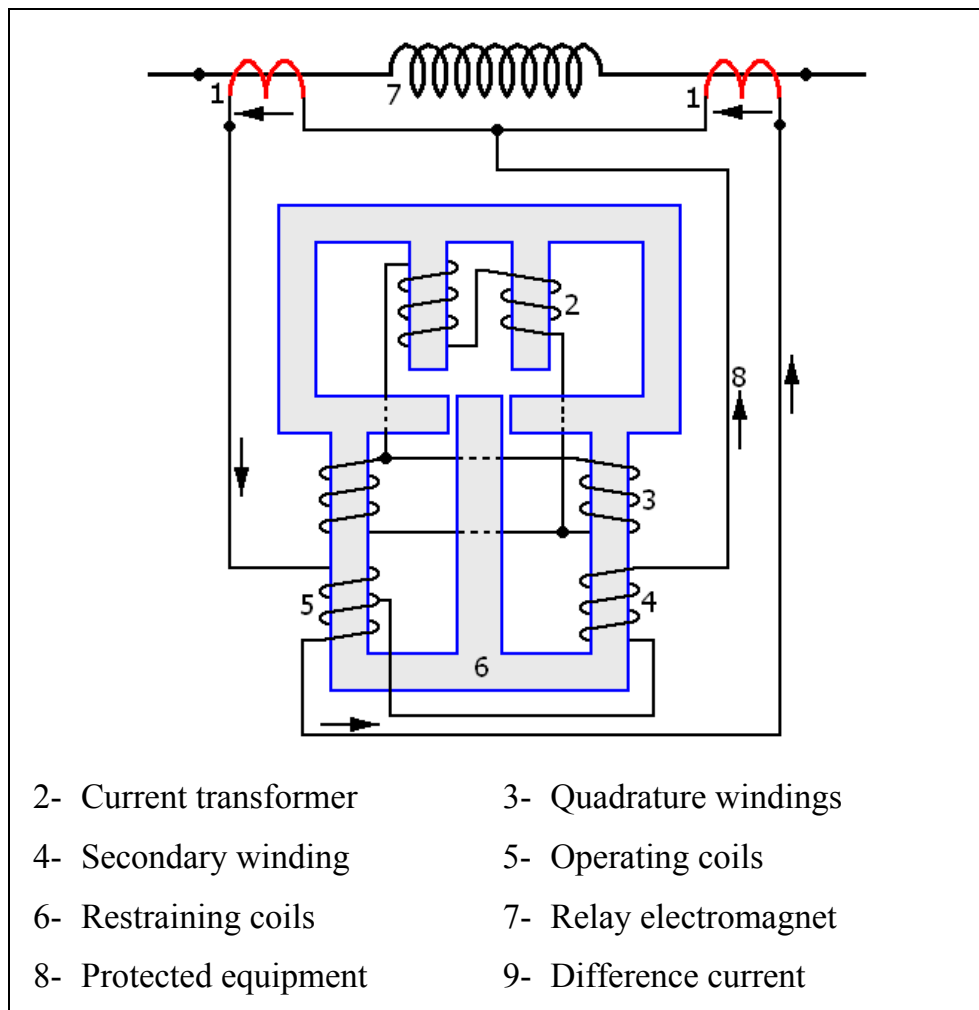 1
7
1
2
8
3
5
4
6
2- Current transformer
3- Quadrature windings
4- Secondary winding
5- Operating coils
6- Restraining coils
7- Relay electromagnet
8- Protected equipment
9- Difference current